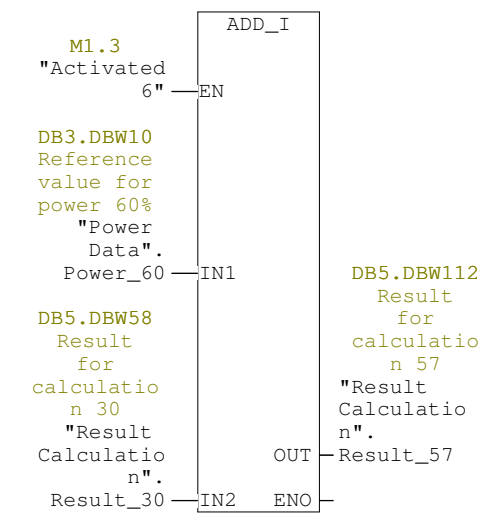 ADD_I
M1.3
"Activated
6"
EN
DB3.DBW10
Reference
value for
power 60%
"Power
Data".
Power_60
IN1
DB5.DBW58
Result
for
calculatio
n 30
"Result
Calculatio
n".
Result_30
IN2
DB5.DBW112
Result
for
calculatio
n 57
"Result
Calculatio
n".
OUT
Result_57
ENO